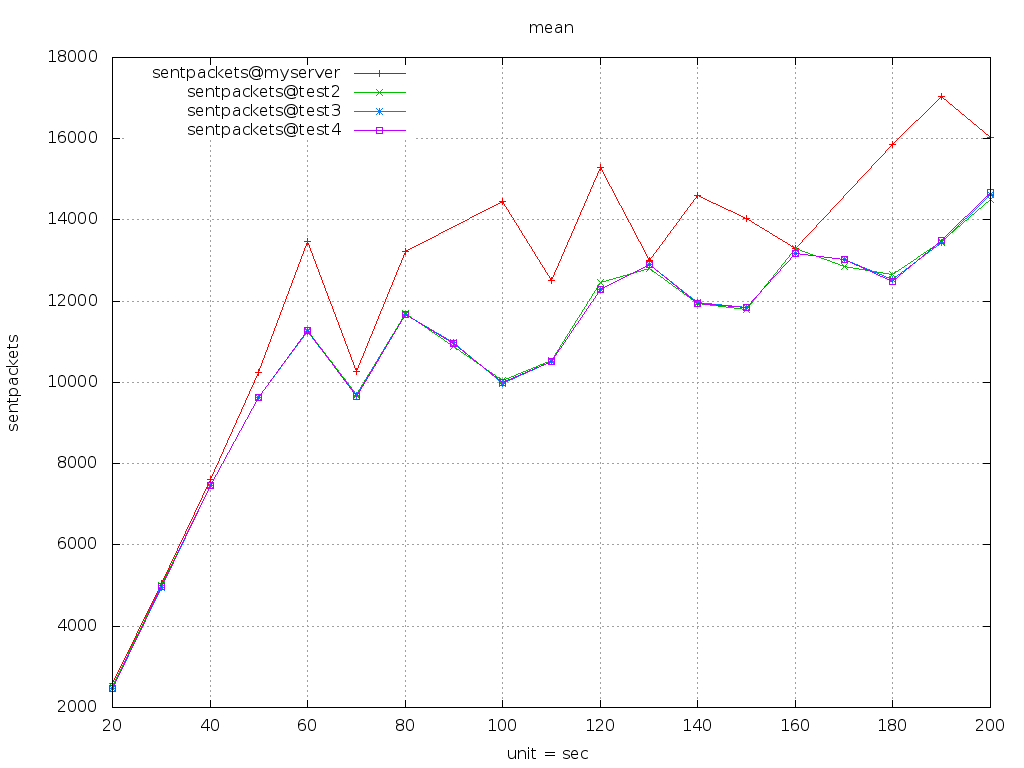 mean
18000
16000
14000
12000
10000
8000
6000
4000
2000
sentpackets
sentpackets@myserver
sentpackets@test2
sentpackets@test3
sentpackets@test4
20 40 60 80 100 120 140 160 180 200
unit = sec